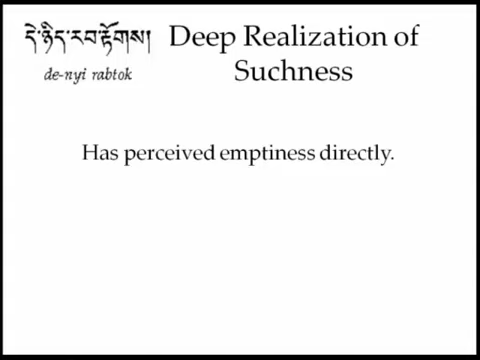 དེ་ཉིད་རབ་རྟོགས། Deep Realization of
de-nyi rabtok Suchness
Has perceived emptiness directly.